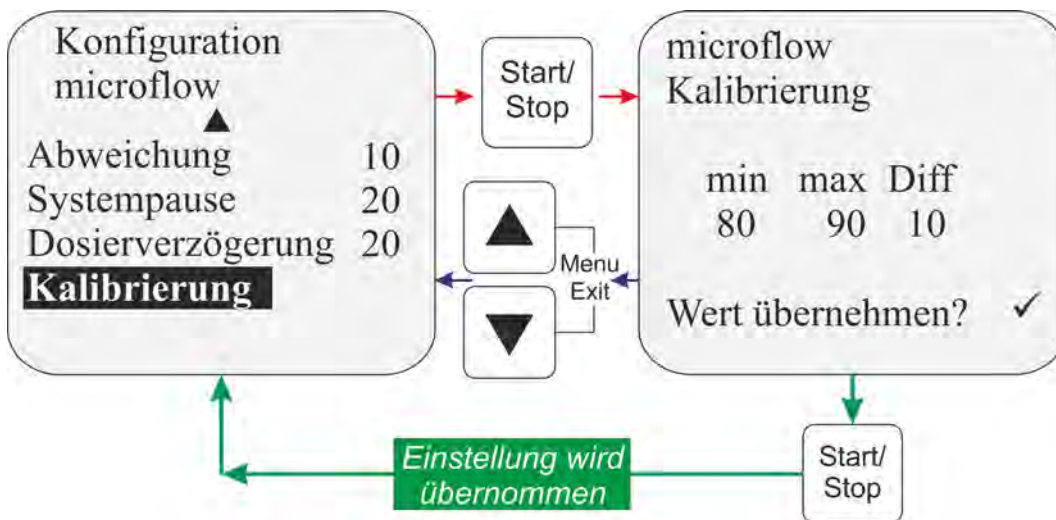 Konfiguration
microflow
Abweichung 10
Systempause 20
Dosierverzögerung 20
Kalibrierung
Start/
Stop
Menu
Exit
microflow
Kalibrierung
min max Diff
80 90 10
Wert übernehmen? ✓
Start/
Stop
Einstellung wird
übernommen